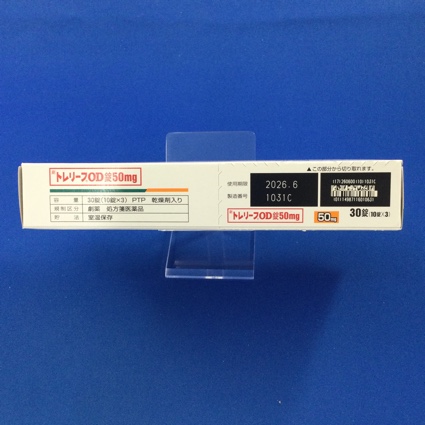 トレリーフOD錠50mg
容 量 30錠(10錠×3) PTP 乾燥剤入り
規制区分 劇薬 処方箋医薬品
貯 法 室温保存
▲この部分から切り取れます。
使用期限 2026.6
製造番号 1031C
トレリーフOD錠50mg 50mg 30錠(10錠×3)